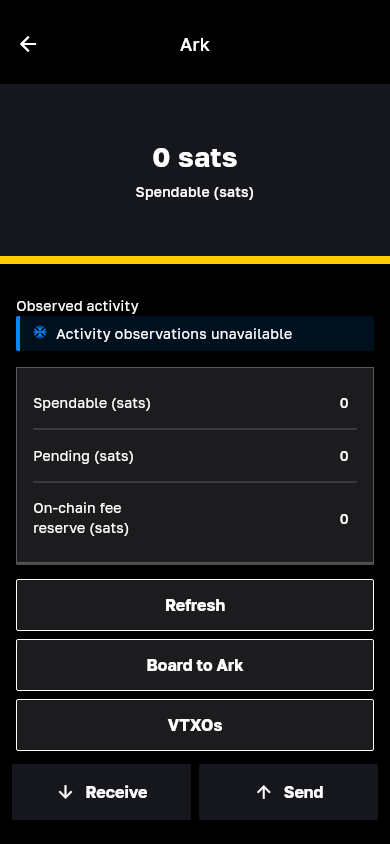 Ark
0 sats
Spendable (sats)
Observed activity
Activity observations unavailable
Spendable (sats) 0
Pending (sats) 0
On-chain fee
reserve (sats) 0
Refresh
Board to Ark
VTXOs
Receive Send